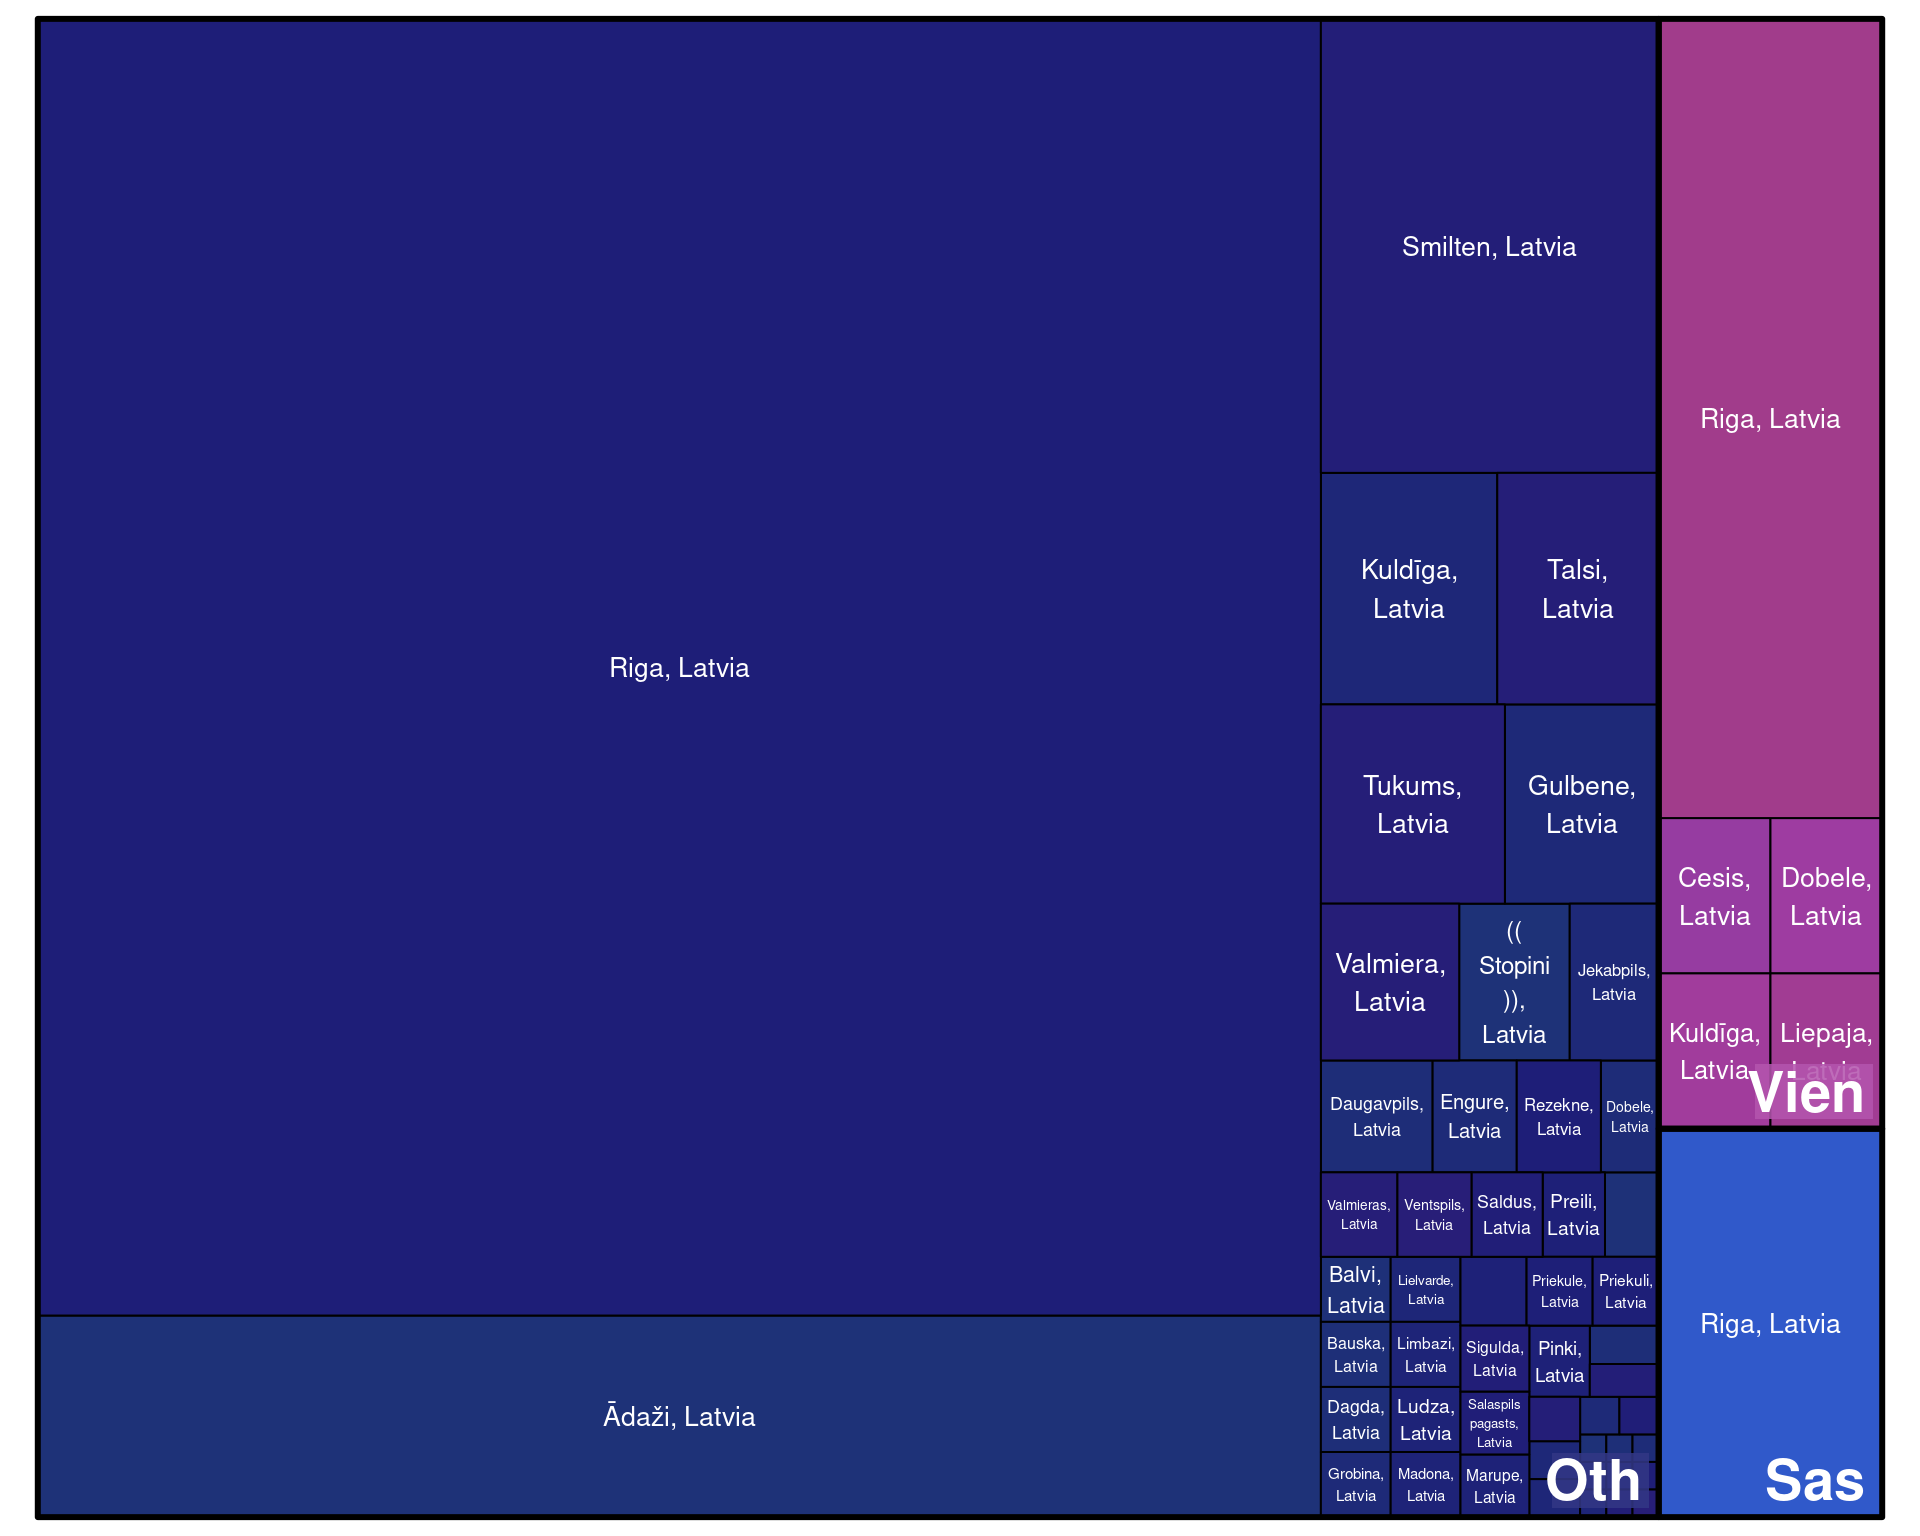 Riga, Latvia
Ādaži, Latvia
Smilten, Latvia
Kuldīga,
Latvia
Talsi,
Latvia
Tukums,
Latvia
Gulbene,
Latvia
Valmiera,
Latvia
((
Stopini
)),
Latvia
Jekabpils,
Latvia
Daugavpils,
Latvia
Engure,
Latvia
Rezekne,
Latvia
Dobele,
Latvia
Valmieras,
Latvia
Ventspils,
Latvia
Saldus,
Latvia
Preili,
Latvia
Balvi,
Latvia
Lielvarde,
Latvia
Priekule,
Latvia
Priekuli,
Latvia
Bauska,
Latvia
Limbazi,
Latvia
Sigulda,
Latvia
Pinki,
Latvia
Dagda,
Latvia
Ludza,
Latvia
Salaspils
pagasts,
Latvia
Grobina,
Latvia
Madona,
Latvia
Marupe,
Latvia
Oth
Riga, Latvia
Cesis,
Latvia
Dobele,
Latvia
Kuldīga,
Latvia
Liepaja,
Latvia
Vien
Riga, Latvia
Sas